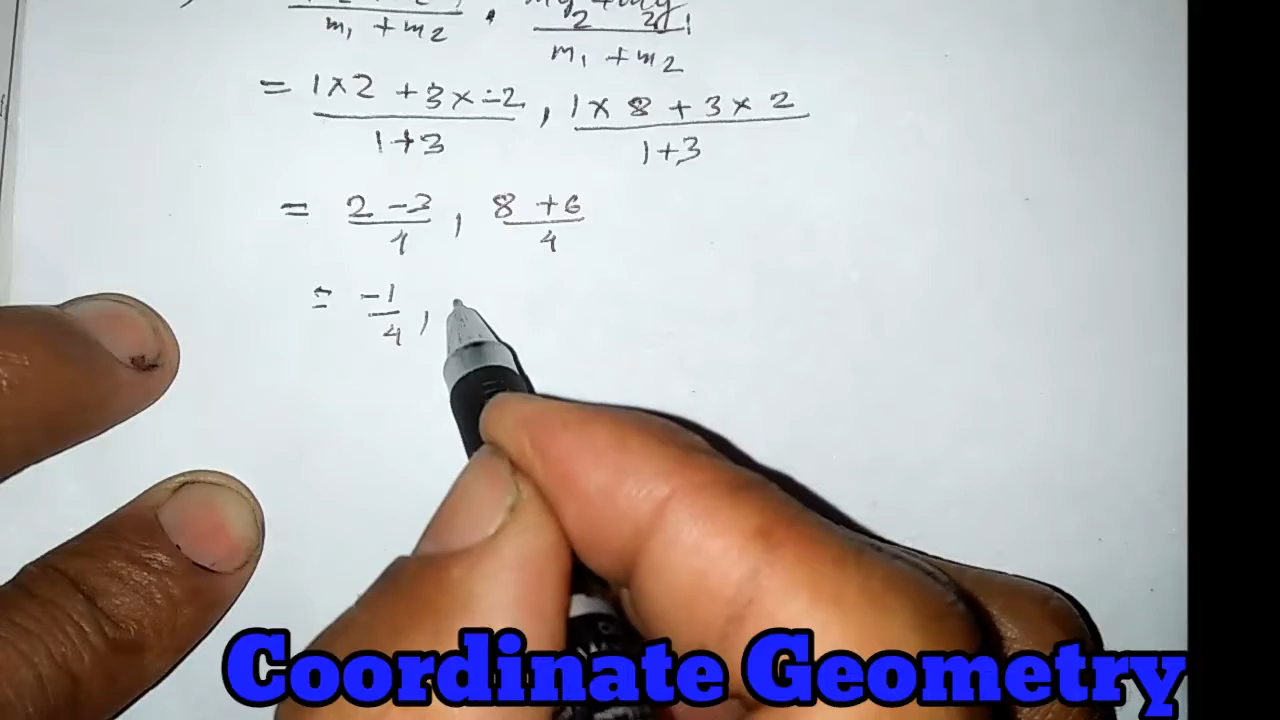 m₁ + m₂ , m₁ + m₂
= 1×2 + 3×-2 / 1+3 , 1 × 8 + 3 × 2 / 1+3
= 2 -3 / 4 , 8 +6 / 4
= -1 / 4 ,
Coordinate Geometry